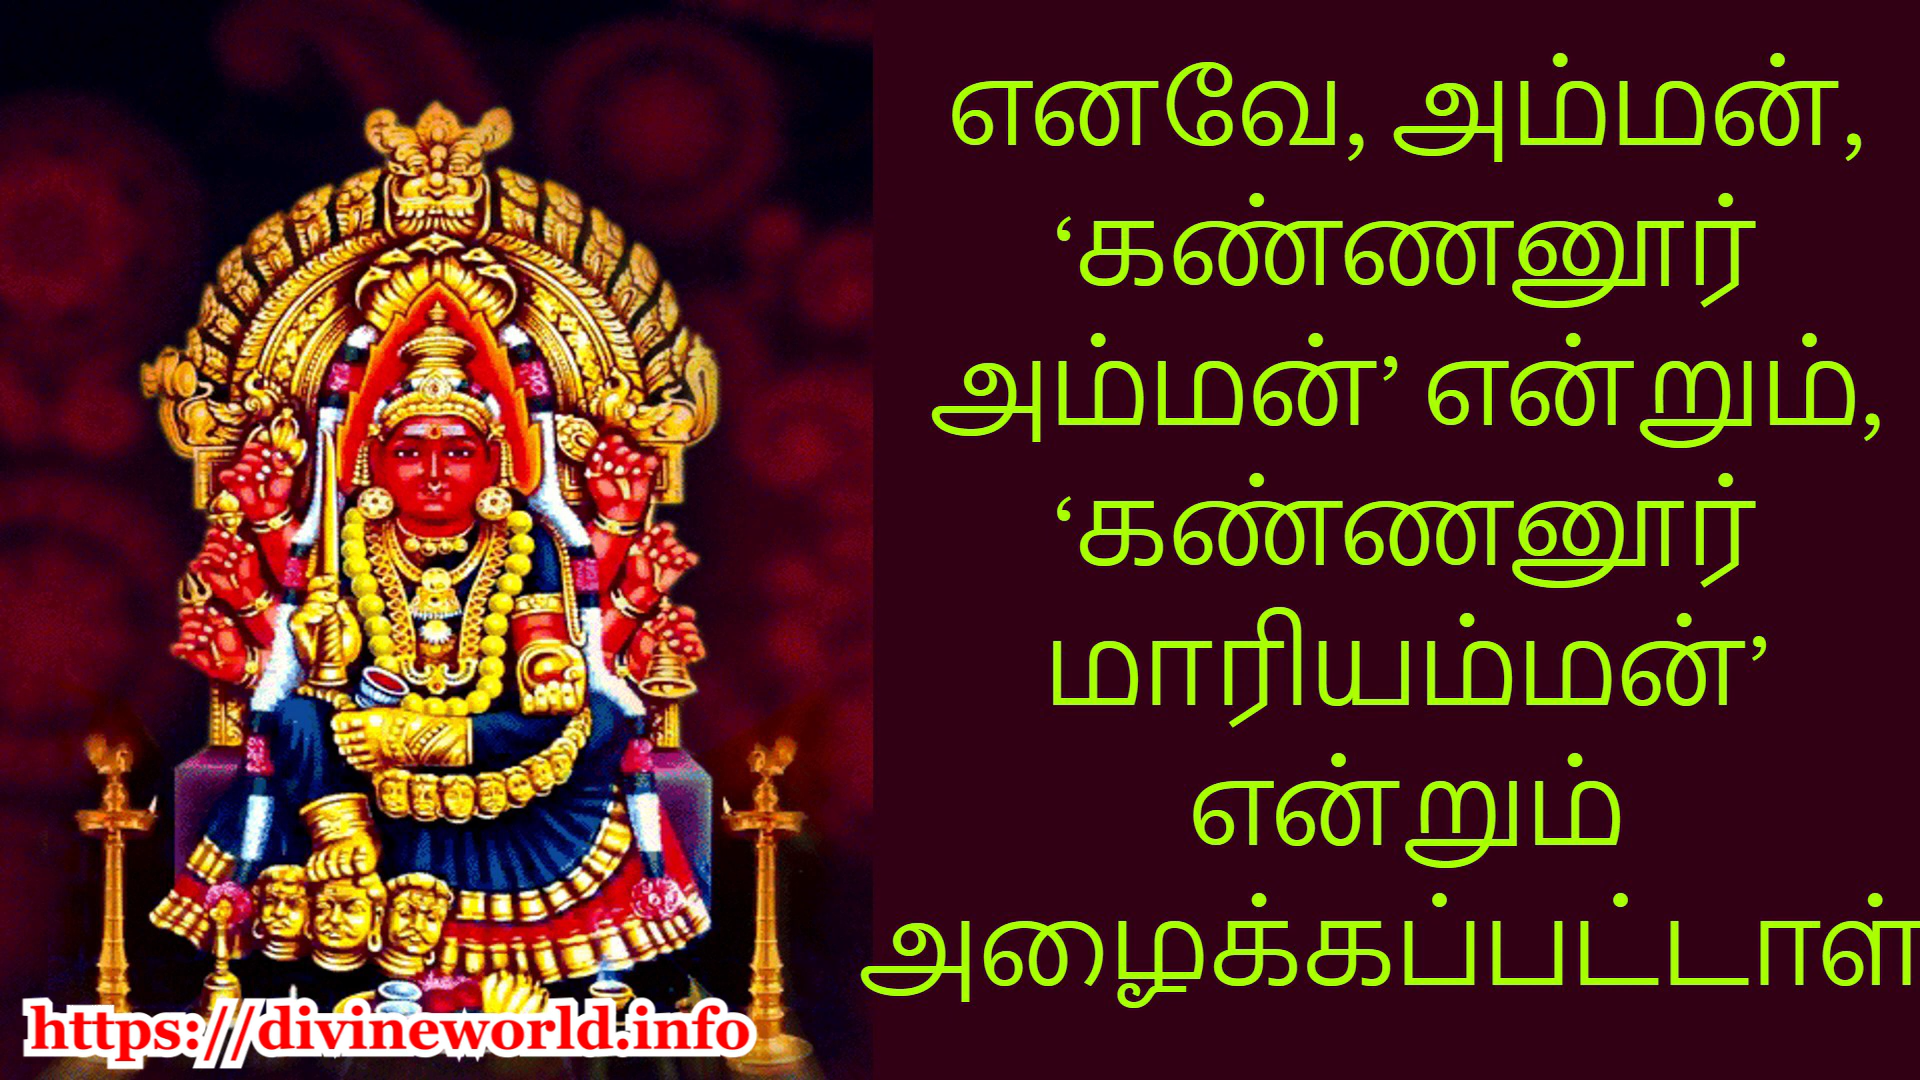 எனவே, அம்மன்,
‘கண்ணனூர்
அம்மன்’ என்றும்,
‘கண்ணனூர்
மாரியம்மன்’
என்றும்
அழைக்கப்பட்டாள்
https://divineworld.info